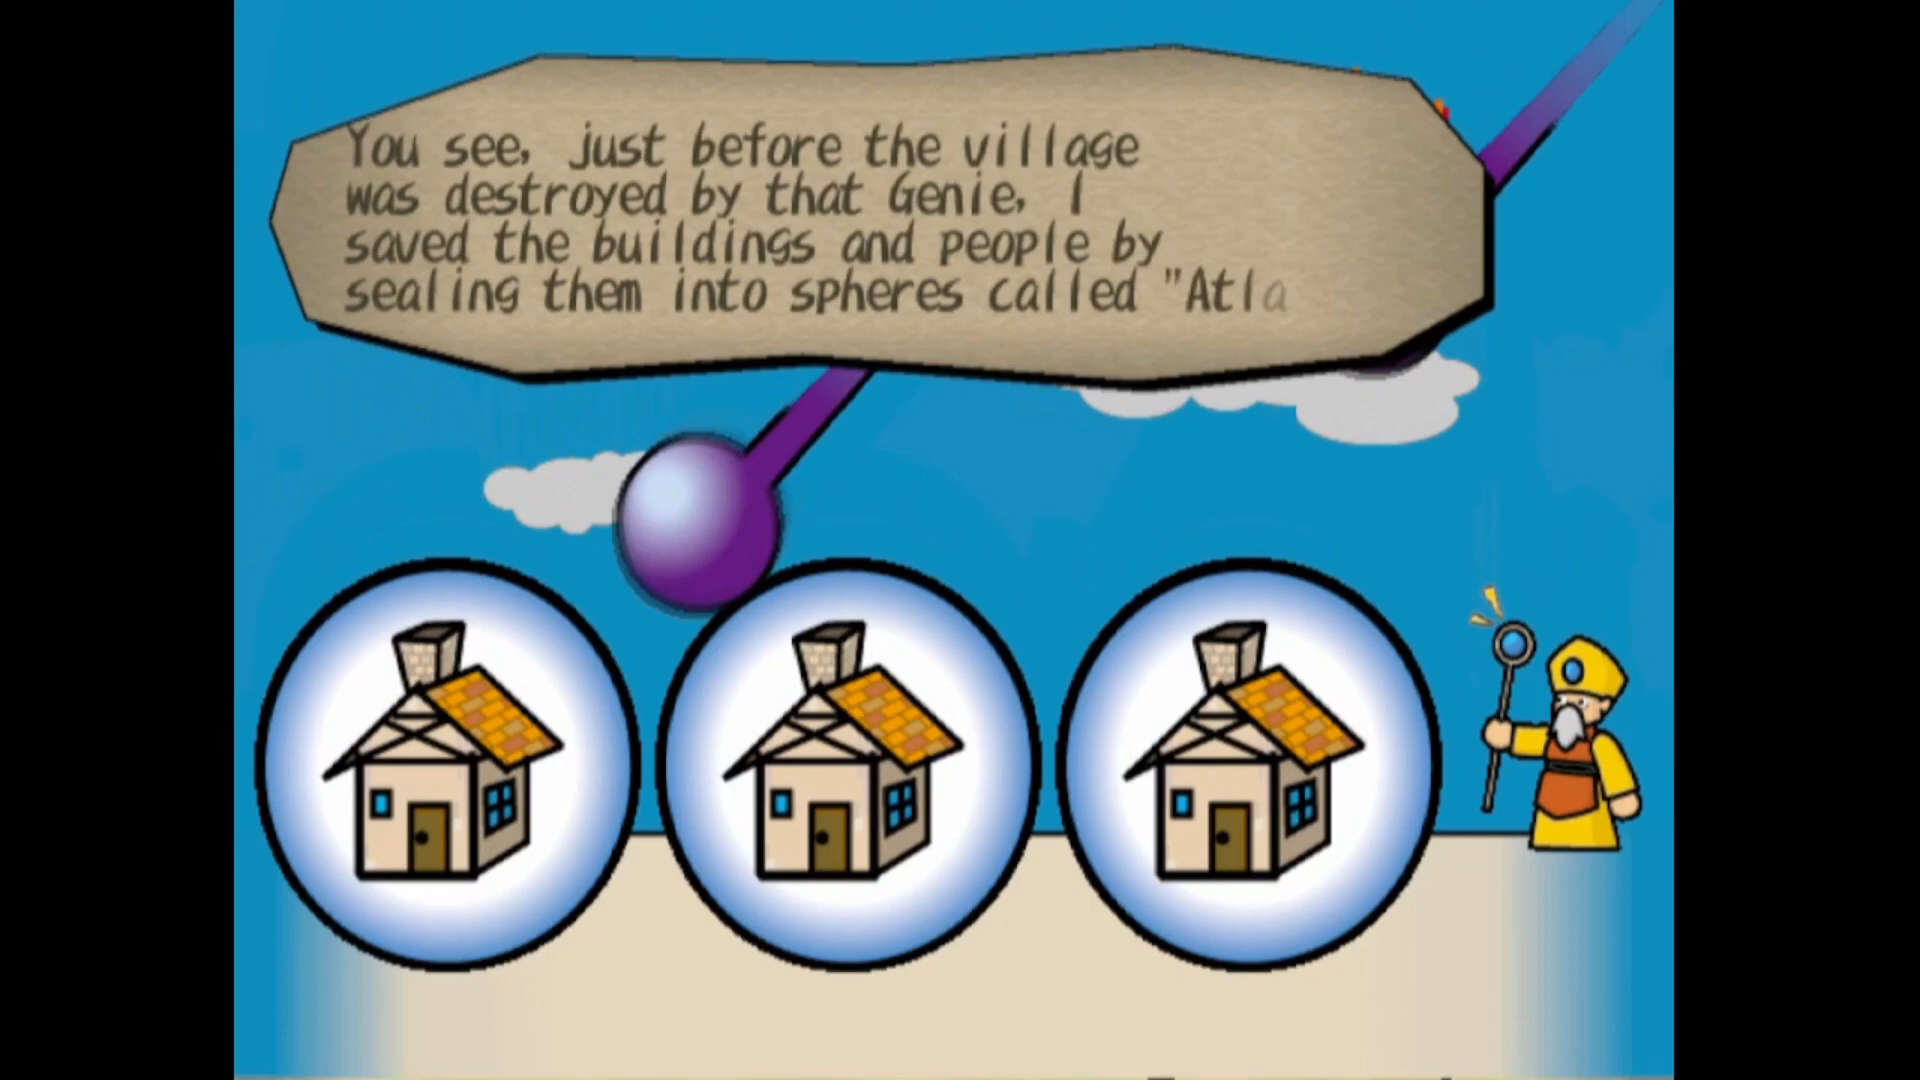 You see, just before the village
was destroyed by that Genie, I
saved the buildings and people by
sealing them into spheres called "Atla